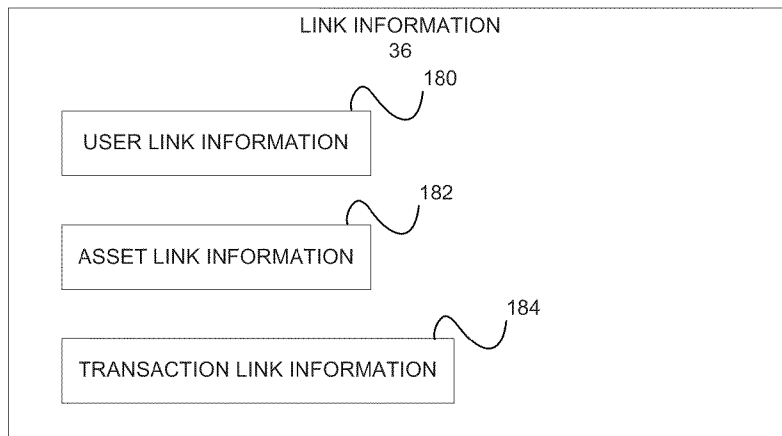 LINK INFORMATION
36
180
USER LINK INFORMATION
182
ASSET LINK INFORMATION
184
TRANSACTION LINK INFORMATION